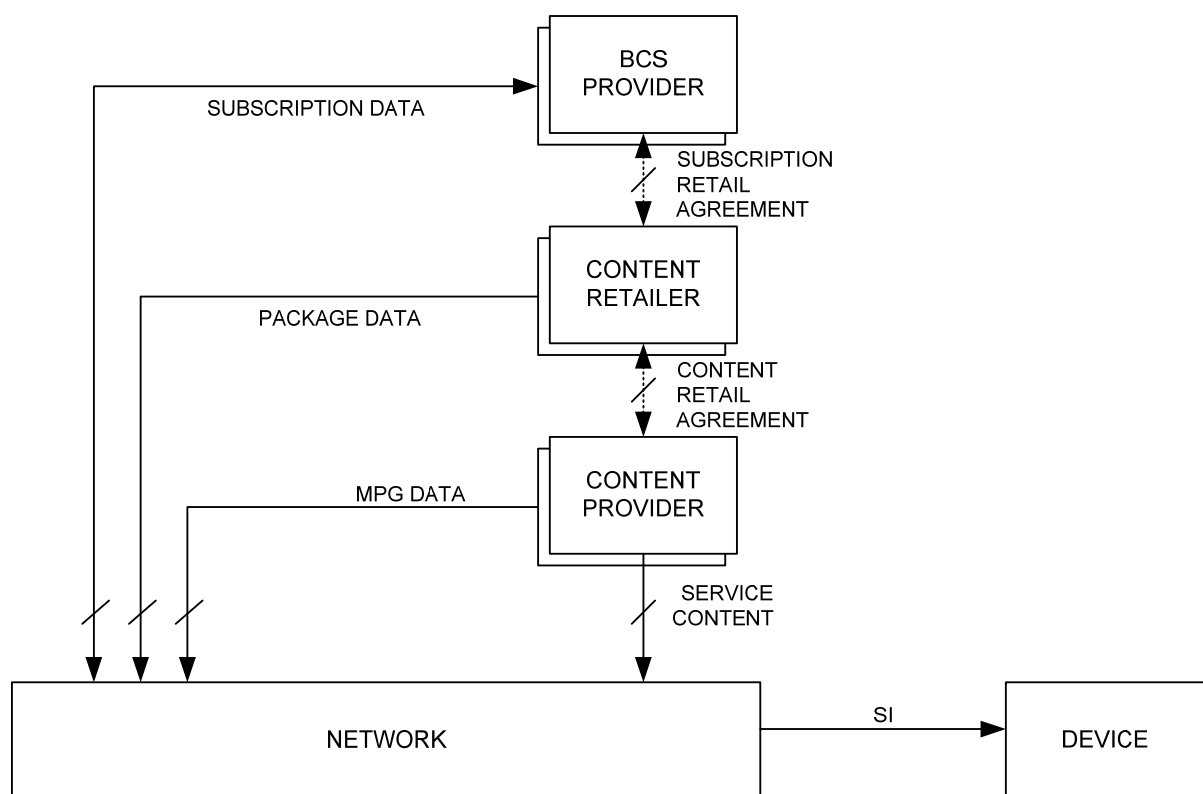 BCS
PROVIDER
SUBSCRIPTION DATA
SUBSCRIPTION
RETAIL
AGREEMENT
CONTENT
RETAILER
PACKAGE DATA
CONTENT
RETAIL
AGREEMENT
CONTENT
PROVIDER
MPG DATA
SERVICE
CONTENT
NETWORK
SI
DEVICE